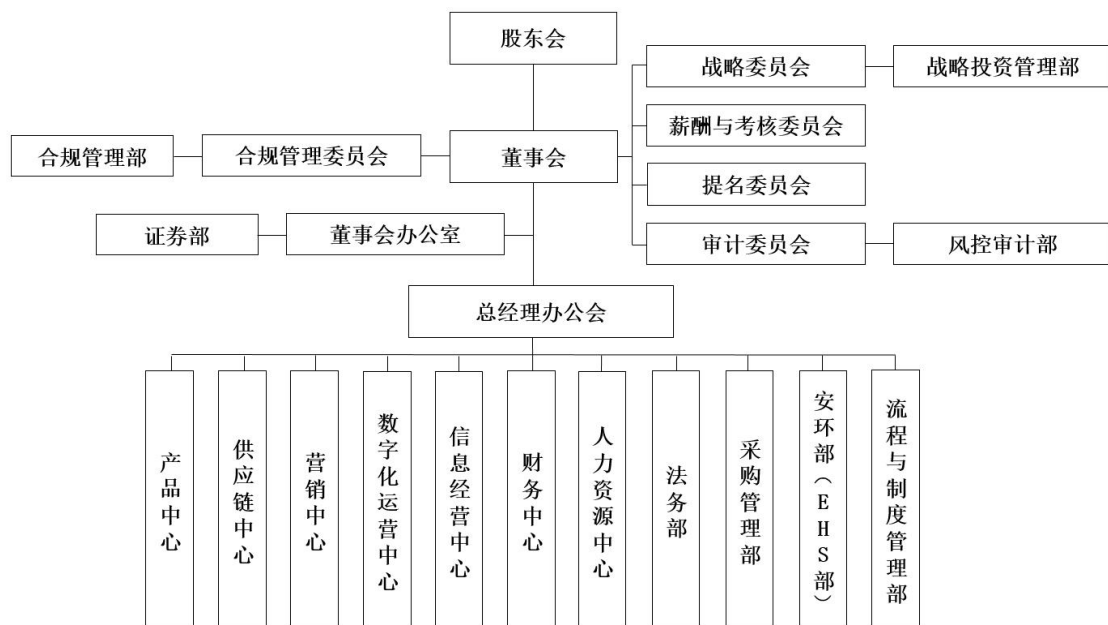 股东会
战略委员会
战略投资管理部
薪酬与考核委员会
合规管理部
合规管理委员会
董事会
提名委员会
证券部
董事会办公室
审计委员会
风控审计部
总经理办公会
产品中心
供应链中心
营销中心
数字化运营中心
信息经营中心
财务中心
人力资源中心
法务部
采购管理部
安环部（EHS部）
流程与制度管理部